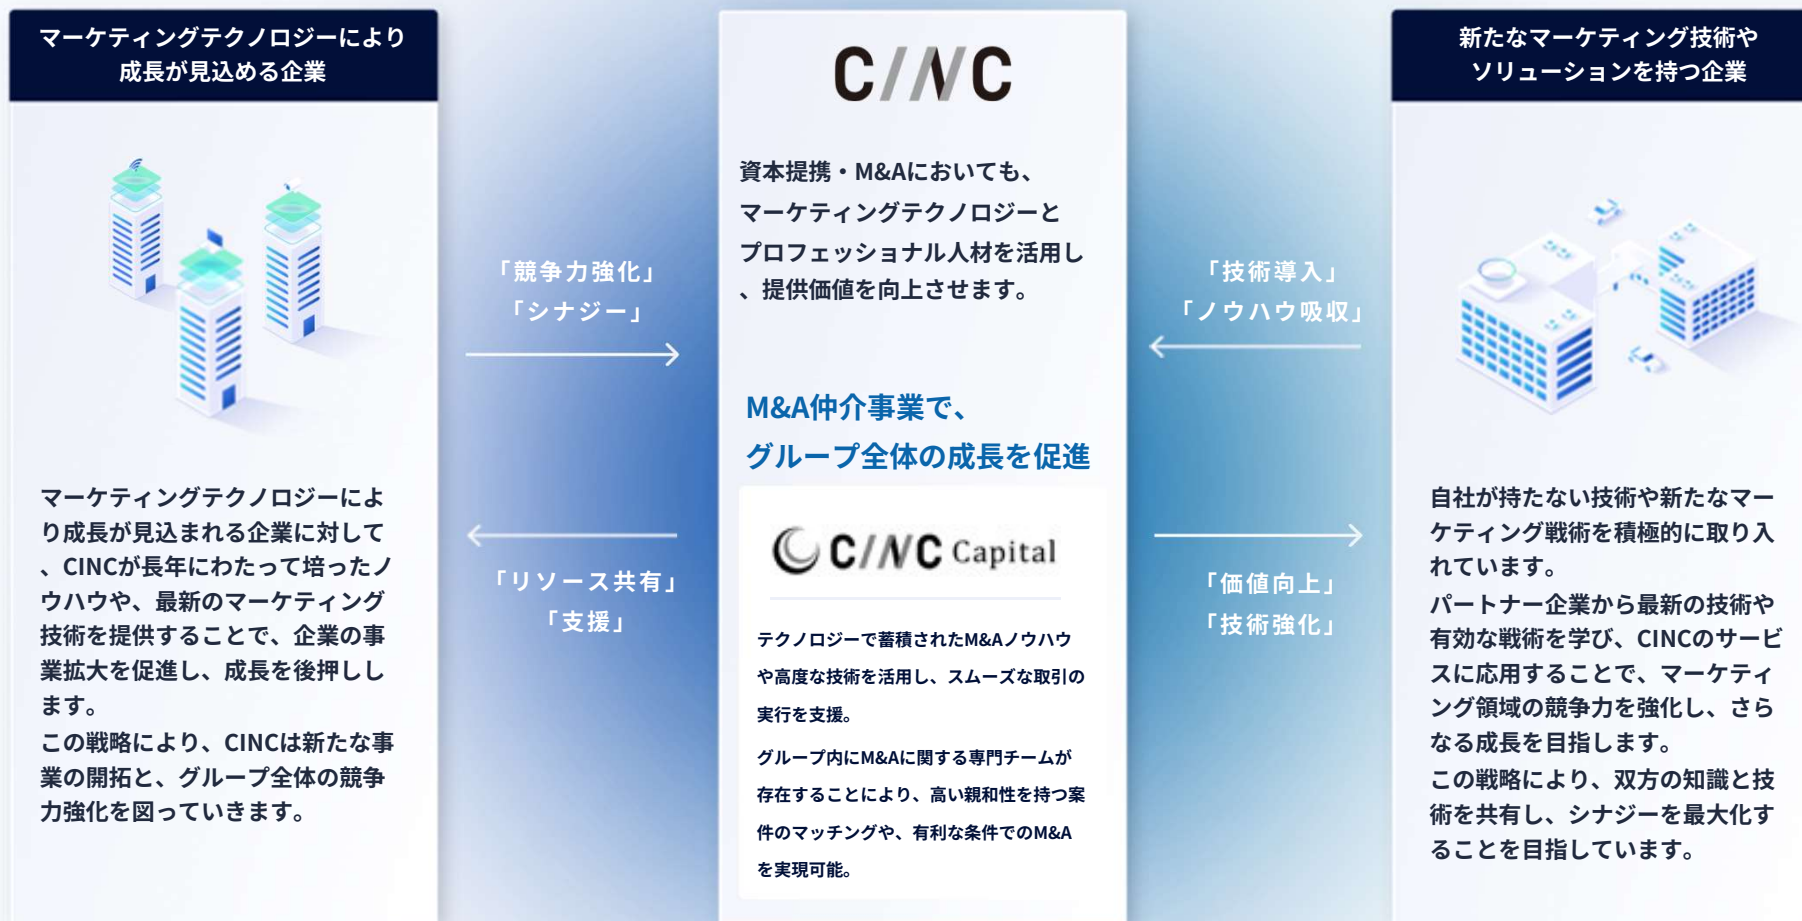 マーケティングテクノロジーにより
成長が見込める企業
マーケティングテクノロジーによ
り成長が見込まれる企業に対して
、CINCが長年にわたって培ったノ
ウハウや、最新のマーケティング
技術を提供することで、企業の事
業拡大を促進し、成長を後押しし
ます。
この戦略により、CINCは新たな事
業の開拓と、グループ全体の競争
力強化を図っていきます。
「競争力強化」
「シナジー」
「リソース共有」
「支援」
CINC
資本提携・M&Aにおいても、
マーケティングテクノロジーと
プロフェッショナル人材を活用し
、提供価値を向上させます。
M&A仲介事業で、
グループ全体の成長を促進
CINC Capital
テクノロジーで蓄積されたM&Aノウハウ
や高度な技術を活用し、スムーズな取引の
実行を支援。
グループ内にM&Aに関する専門チームが
存在することにより、高い親和性を持つ案
件のマッチングや、有利な条件でのM&A
を実現可能。
「技術導入」
「ノウハウ吸収」
「価値向上」
「技術強化」
新たなマーケティング技術や
ソリューションを持つ企業
自社が持たない技術や新たなマー
ケティング戦術を積極的に取り入
れています。
パートナー企業から最新の技術や
有効な戦術を学び、CINCのサービ
スに応用することで、マーケティ
ング領域の競争力を強化し、さら
なる成長を目指します。
この戦略により、双方の知識と技
術を共有し、シナジーを最大化す
ることを目指しています。